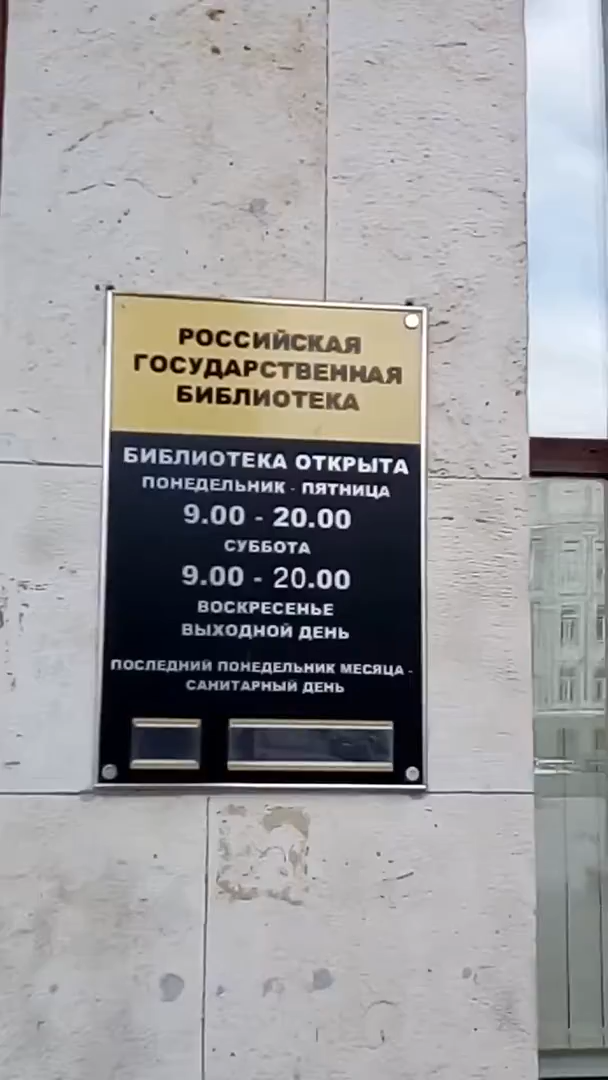 РОССИЙСКАЯ
ГОСУДАРСТВЕННАЯ
БИБЛИОТЕКА
БИБЛИОТЕКА ОТКРЫТА
ПОНЕДЕЛЬНИК - ПЯТНИЦА
9.00 - 20.00
СУББОТА
9.00 - 20.00
ВОСКРЕСЕНЬЕ
ВЫХОДНОЙ ДЕНЬ
ПОСЛЕДНИЙ ПОНЕДЕЛЬНИК МЕСЯЦА -
САНИТАРНЫЙ ДЕНЬ